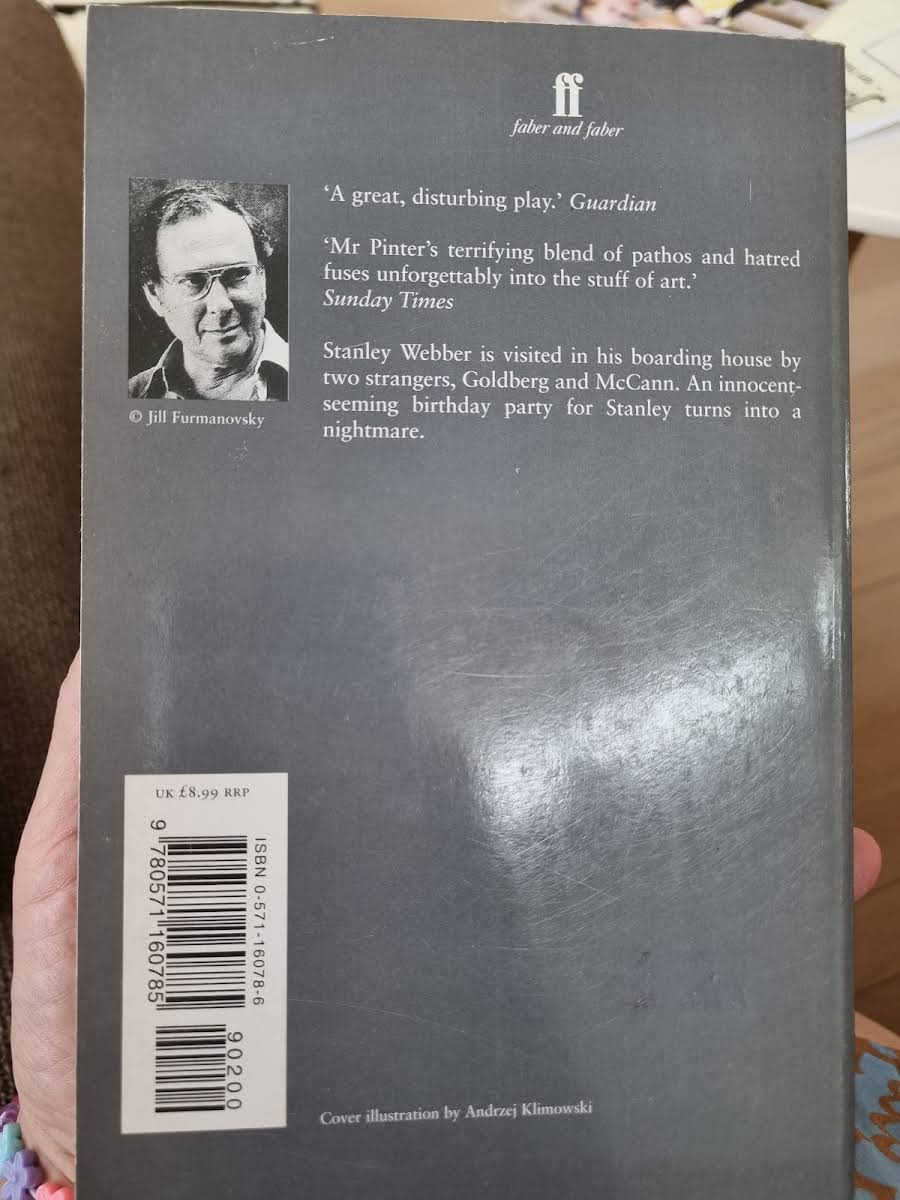 ff
faber and faber
‘A great, disturbing play.’ Guardian
‘Mr Pinter’s terrifying blend of pathos and hatred
fuses unforgettably into the stuff of art.’
Sunday Times
Stanley Webber is visited in his boarding house by
two strangers, Goldberg and McCann. An innocent-
seeming birthday party for Stanley turns into a
nightmare.
© Jill Furmanovsky
UK £8.99 RRP
ISBN 0-571-16078-6
9 780571 160785
90200
Cover illustration by Andrzej Klimowski